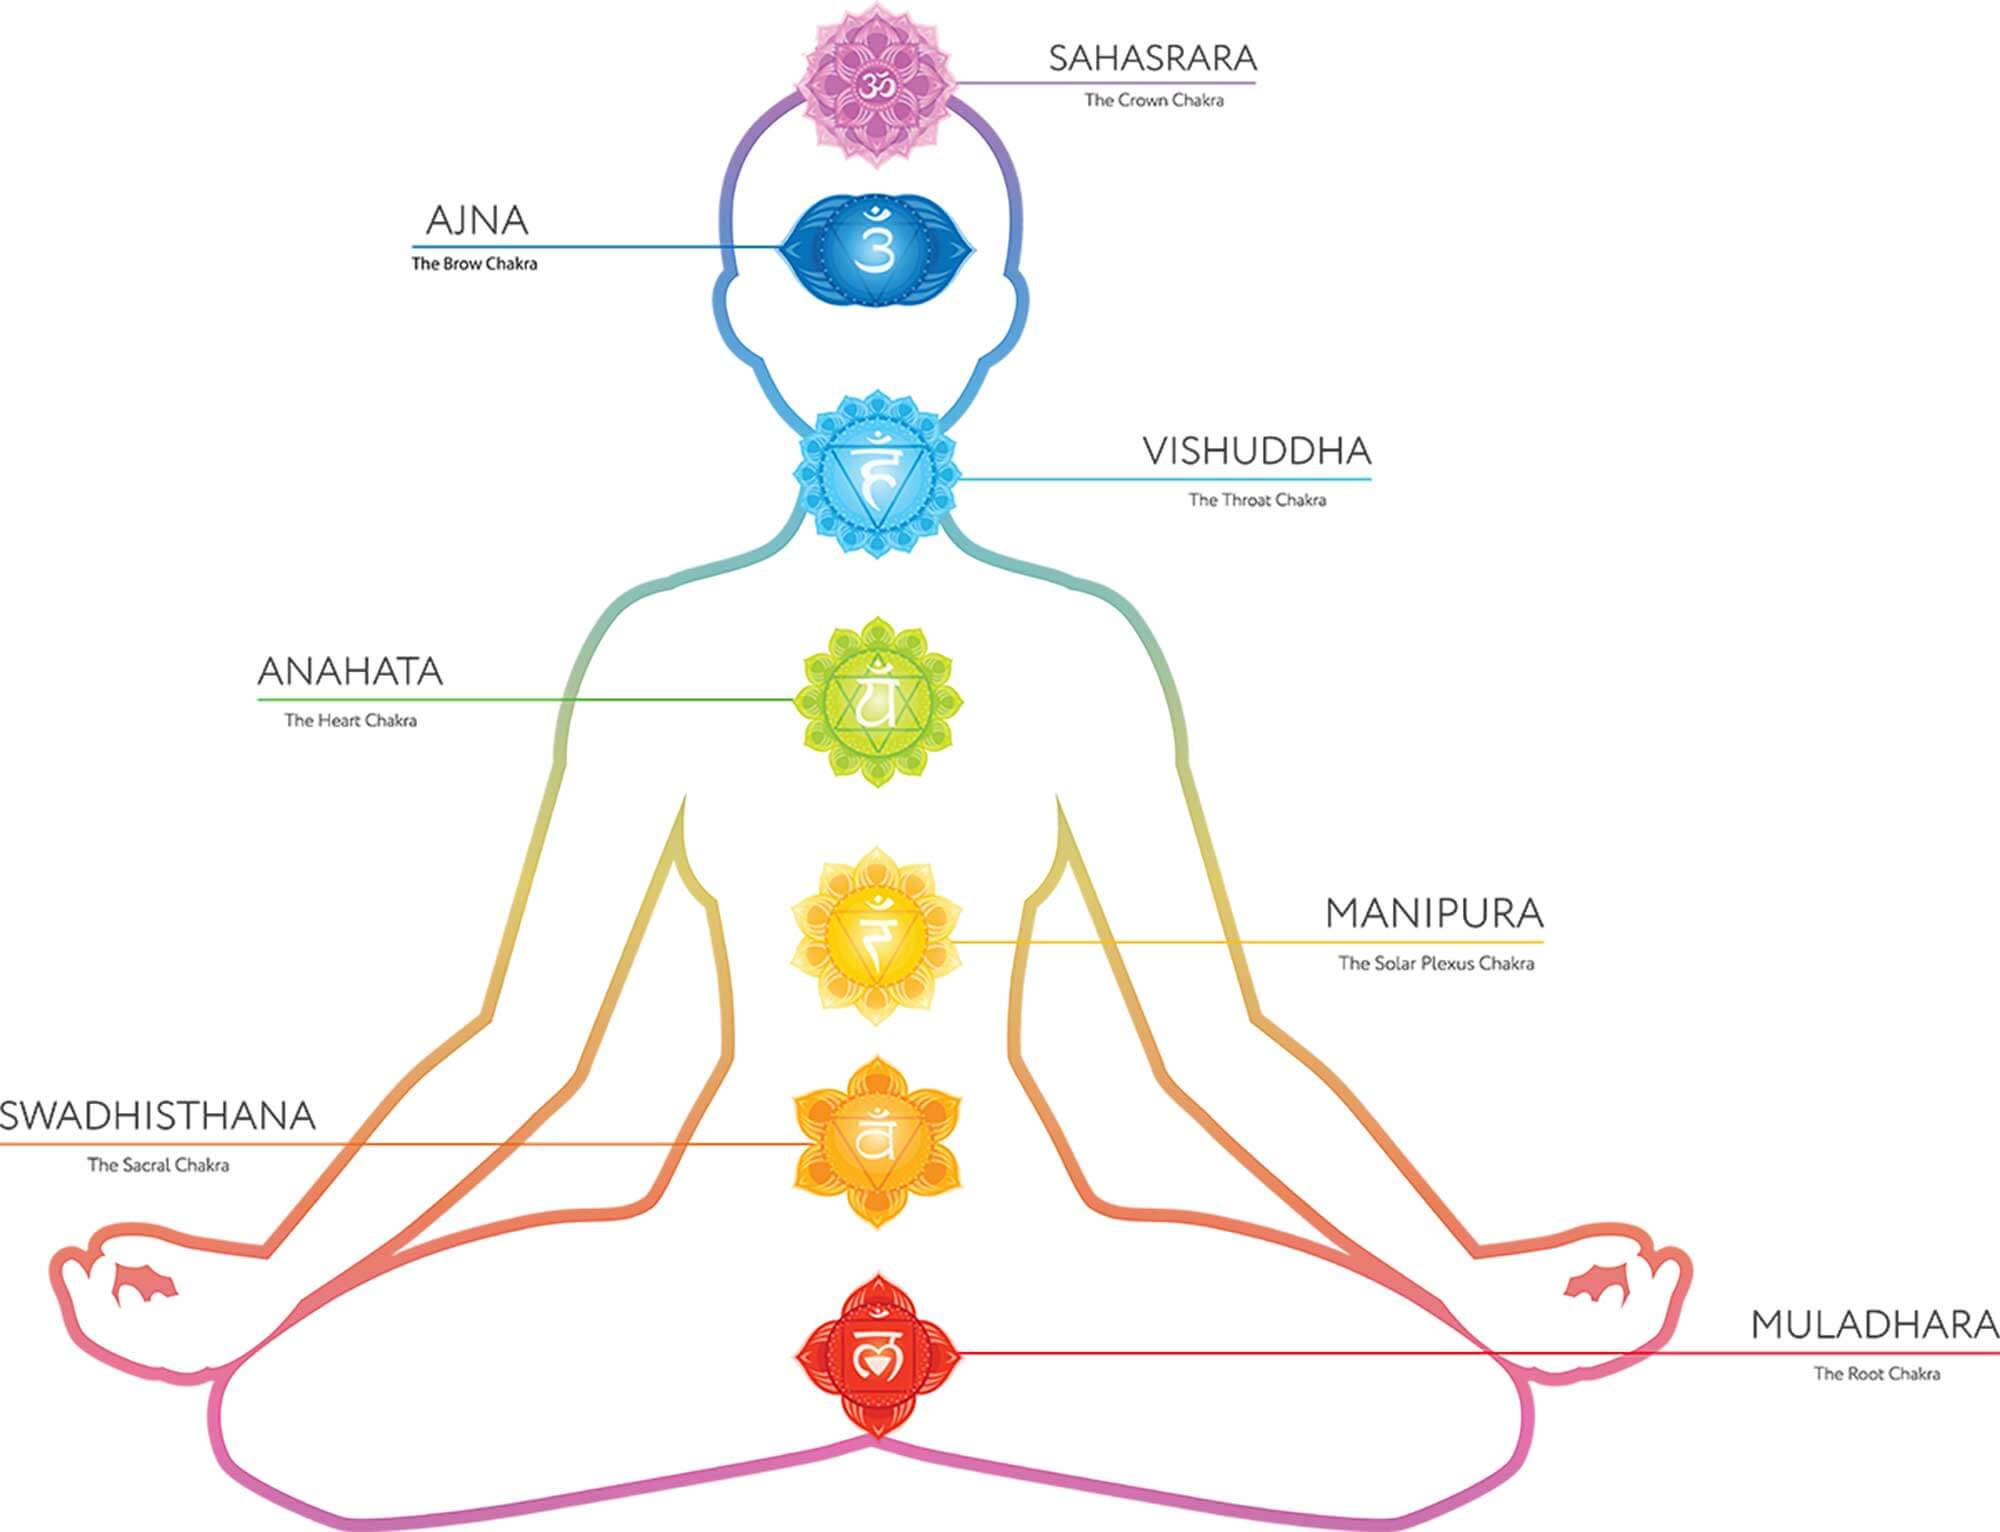 SAHASRARA
The Crown Chakra
ॐ
AJNA
The Brow Chakra
VISHUDDHA
The Throat Chakra
हँ
ANAHATA
The Heart Chakra
यँ
MANIPURA
The Solar Plexus Chakra
रँ
SWADHISTHANA
The Sacral Chakra
वँ
MULADHARA
The Root Chakra
लँ